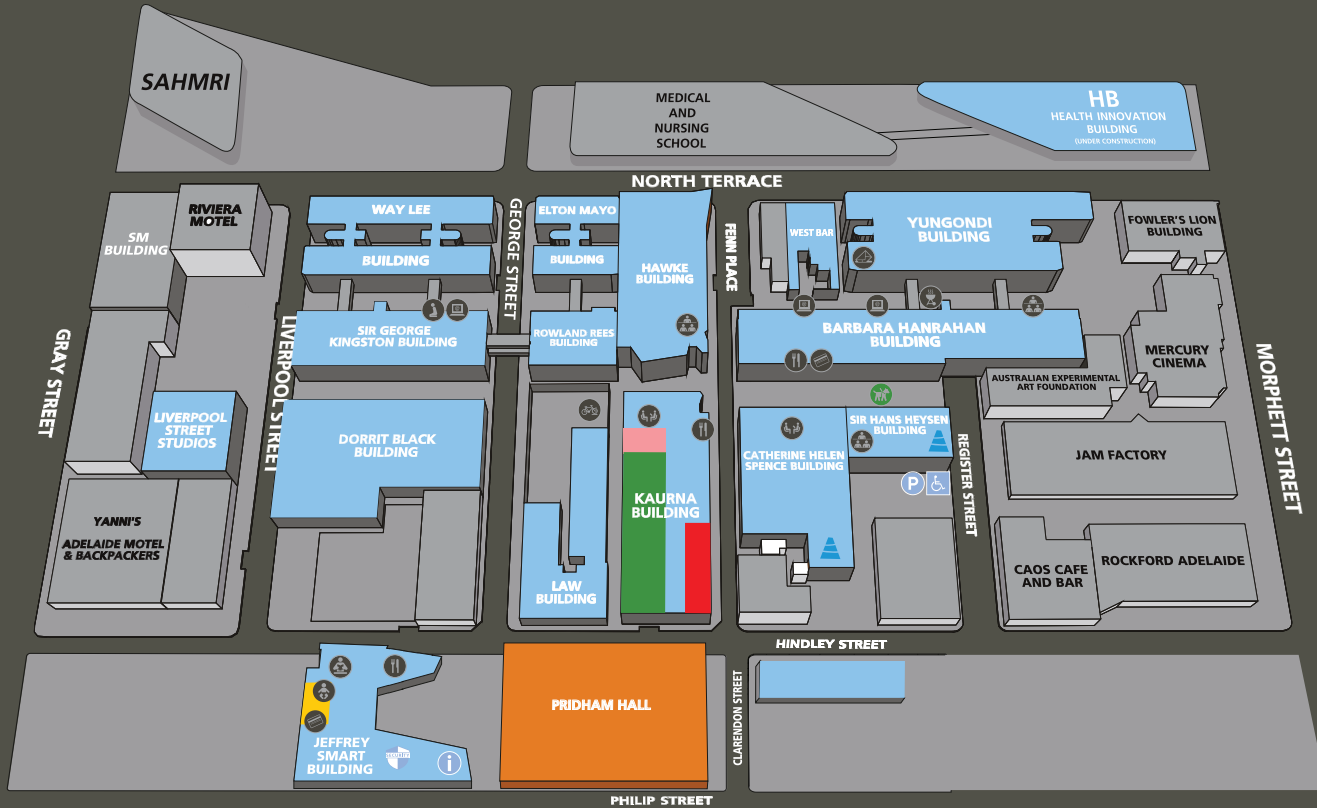 SAHMRI
MEDICAL
AND
NURSING
SCHOOL
HB
HEALTH INNOVATION
BUILDING
(UNDER CONSTRUCTION)
NORTH TERRACE
RIVIERA
MOTEL
SM
BUILDING
WAY LEE
BUILDING
GEORGE STREET
ELTON MAYO
BUILDING
HAWKE
BUILDING
FENN PLACE
WEST BAR
YUNGONDI
BUILDING
FOWLER'S LION
BUILDING
GRAY STREET
LIVERPOOL STREET
SIR GEORGE
KINGSTON BUILDING
ROWLAND REES
BUILDING
BARBARA HANRAHAN
BUILDING
MERCURY
CINEMA
MORPHETT STREET
AUSTRALIAN EXPERIMENTAL
ART FOUNDATION
LIVERPOOL
STREET
STUDIOS
DORRIT BLACK
BUILDING
SIR HANS HEYSEN
BUILDING
CATHERINE HELEN
SPENCE BUILDING
REGISTER STREET
JAM FACTORY
P
KAURNA
BUILDING
YANNI'S
ADELAIDE MOTEL
& BACKPACKERS
LAW
BUILDING
CAOS CAFE
AND BAR
ROCKFORD ADELAIDE
HINDLEY STREET
PRIDHAM HALL
CLARENDON STREET
JEFFREY
SMART
BUILDING
SECURITY
i
PHILIP STREET